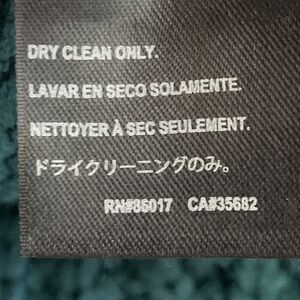 DRY CLEAN ONLY.
LAVAR EN SECO SOLAMENTE.
NETTOYER À SEC SEULEMENT.
ドライクリーニングのみ。
RN#86017 CA#35682